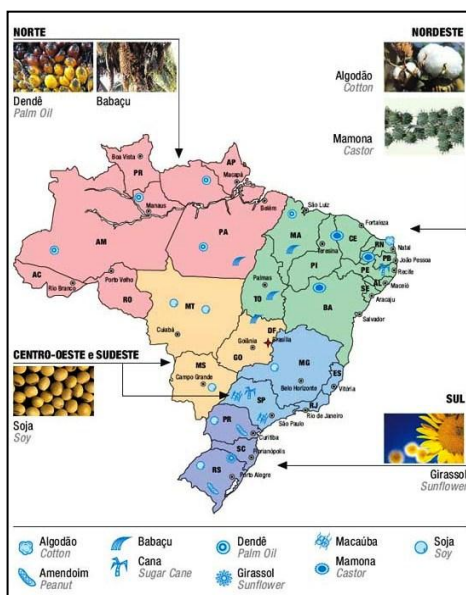 NORTE
Dendê
Palm Oil
Babaçu
NORDESTE
Algodão
Cotton
Mamona
Castor
Boa Vista
PR
AP
Macapá
Manaus
Belém
São Luiz
Fortaleza
AM
PA
MA
Teresina
CE
RN
Natal
PB
João Pessoa
PI
PE
Recife
AC
Rio Branco
Porto Velho
RO
Palmas
TO
AL
Maceió
SE
Aracaju
BA
Salvador
MT
Cuiabá
DF
Brasília
Goiânia
GO
MG
CENTRO-OESTE e SUDESTE
Soja
Soy
MS
Campo Grande
Belo Horizonte
ES
Vitória
SP
RJ
Rio de Janeiro
São Paulo
PR
Curitiba
SC
Florianópolis
RS
Porto Alegre
SUL
Girassol
Sunflower
Algodão
Cotton
Babaçu
Dendê
Palm Oil
Macaúba
Soja
Soy
Amendoim
Peanut
Cana
Sugar Cane
Girassol
Sunflower
Mamona
Castor